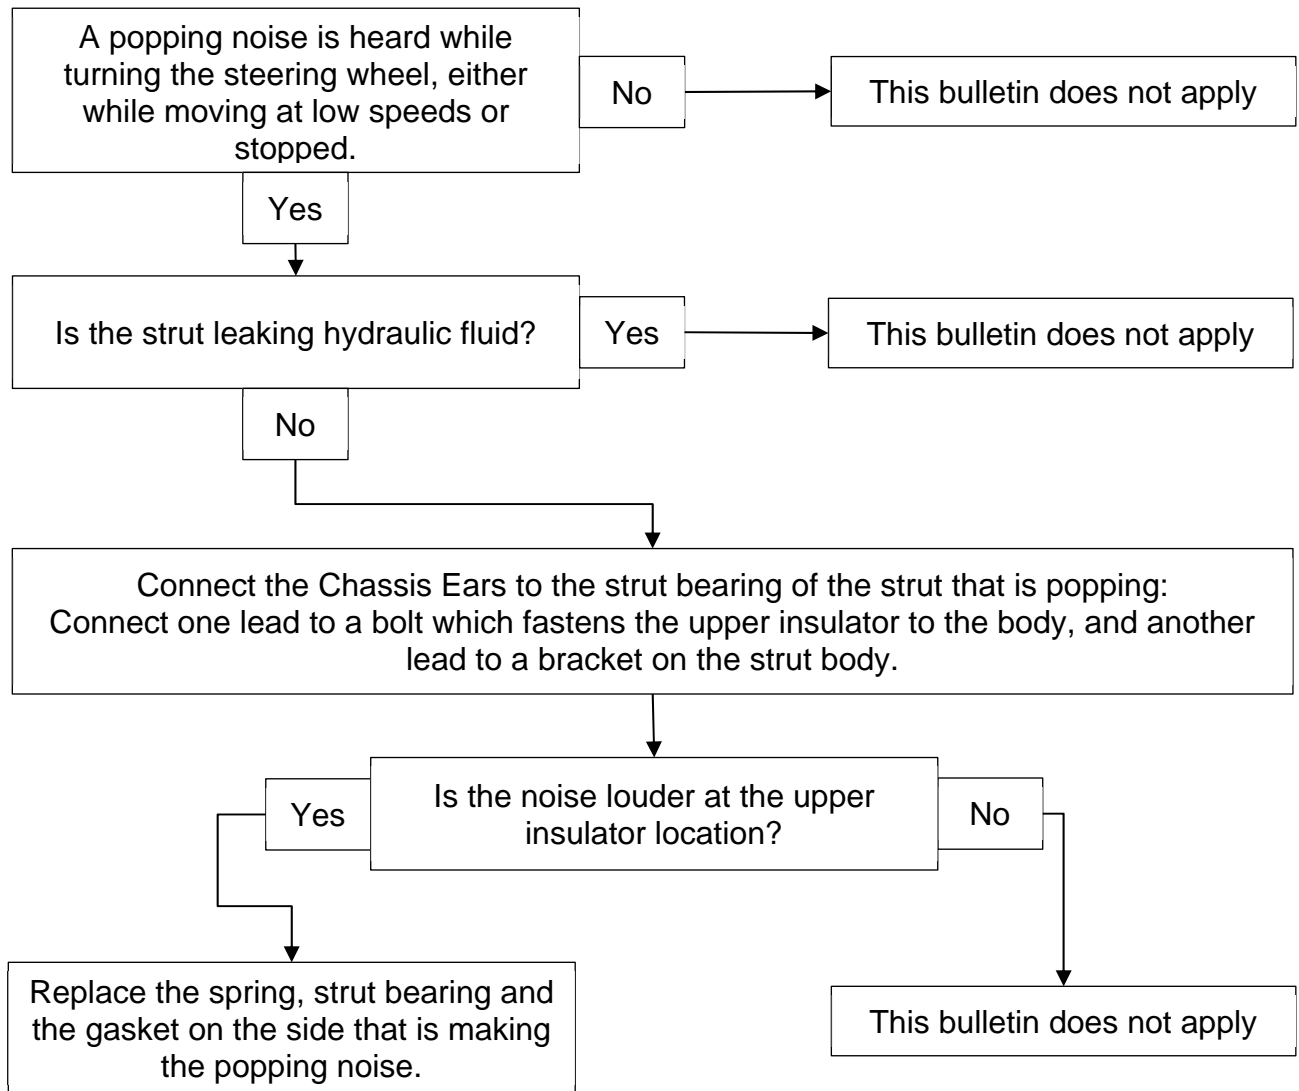 A popping noise is heard while
turning the steering wheel, either
while moving at low speeds or
stopped.
No
This bulletin does not apply
Yes
Is the strut leaking hydraulic fluid?
Yes
This bulletin does not apply
No
Connect the Chassis Ears to the strut bearing of the strut that is popping:
Connect one lead to a bolt which fastens the upper insulator to the body, and another
lead to a bracket on the strut body.
Yes
Is the noise louder at the upper
insulator location?
No
Replace the spring, strut bearing and
the gasket on the side that is making
the popping noise.
This bulletin does not apply